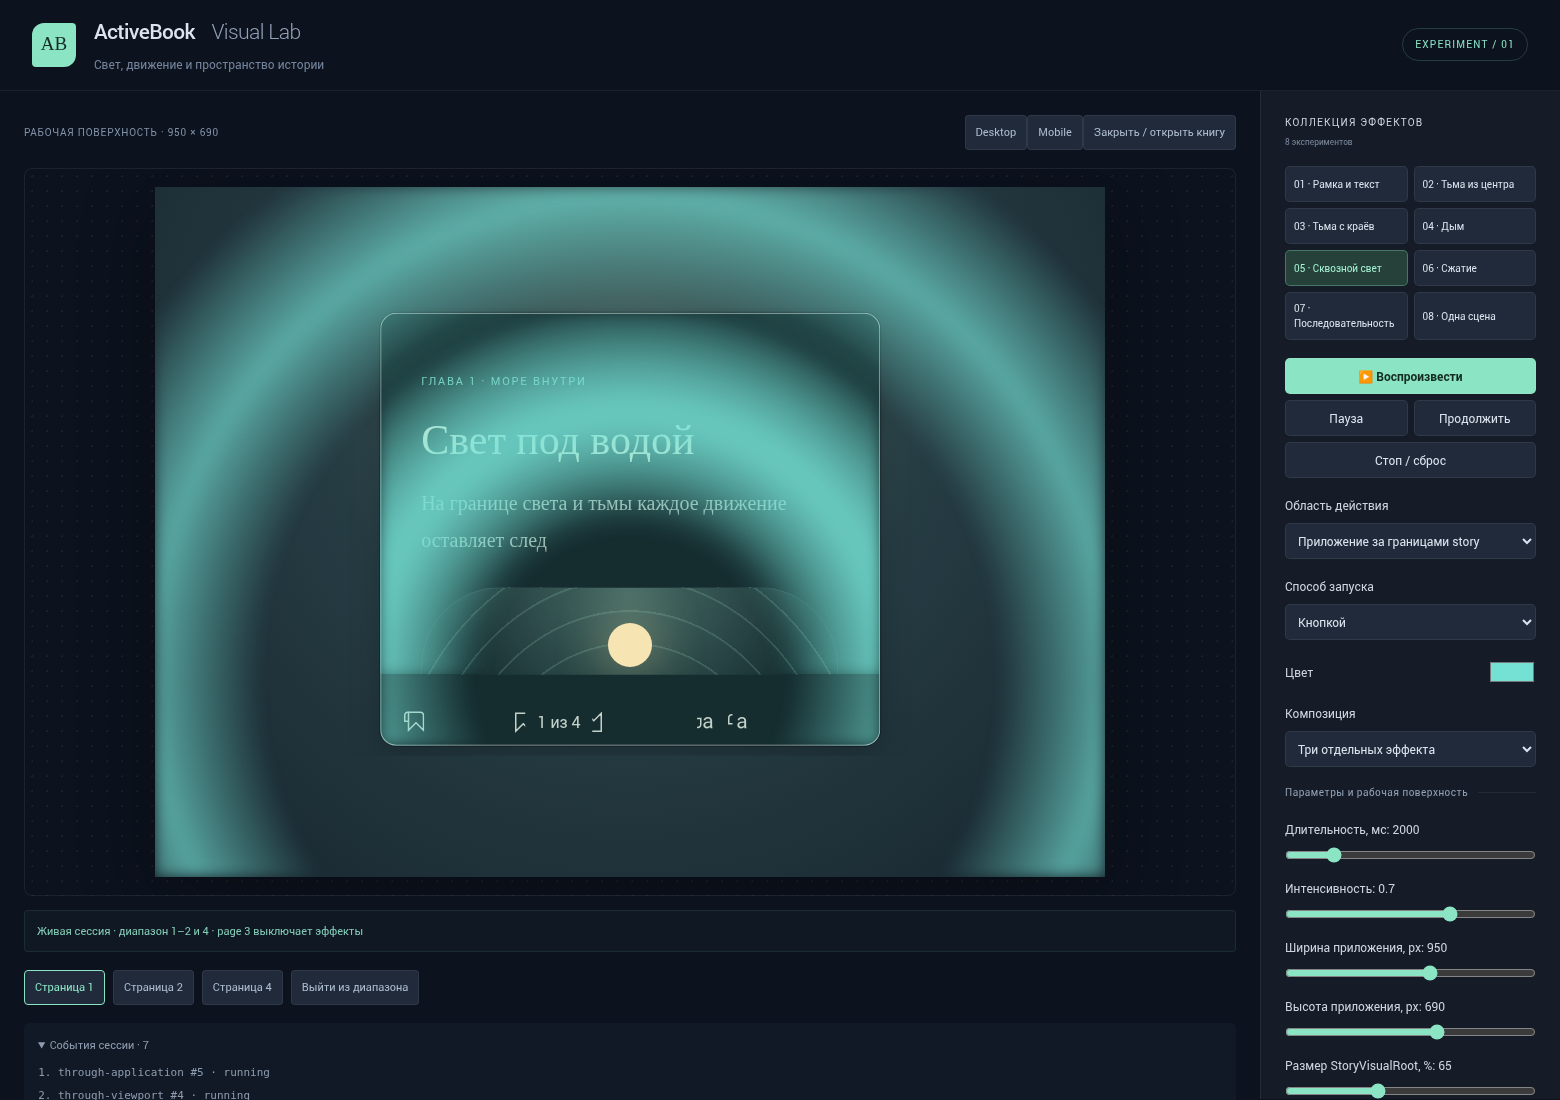 AB
ActiveBook Visual Lab
Свет, движение и пространство истории
EXPERIMENT / 01
РАБОЧАЯ ПОВЕРХНОСТЬ · 950 × 690
Desktop
Mobile
Закрыть / открыть книгу
ГЛАВА 1 · МОРЕ ВНУТРИ
Свет под водой
На границе света и тьмы каждое движение
оставляет след
1 из 4
Живая сессия · диапазон 1–2 и 4 · page 3 выключает эффекты
Страница 1
Страница 2
Страница 4
Выйти из диапазона
▼ События сессии · 7
1. through-application #5 · running
2. through-viewport #4 · running
КОЛЛЕКЦИЯ ЭФФЕКТОВ
8 экспериментов
01 · Рамка и текст
02 · Тьма из центра
03 · Тьма с краёв
04 · Дым
05 · Сквозной свет
06 · Сжатие
07 ·
Последовательность
08 · Одна сцена
▶️ Воспроизвести
Пауза
Продолжить
Стоп / сброс
Область действия
Приложение за границами story
Способ запуска
Кнопкой
Цвет
Композиция
Три отдельных эффекта
Параметры и рабочая поверхность
Длительность, мс: 2000
Интенсивность: 0.7
Ширина приложения, px: 950
Высота приложения, px: 690
Размер StoryVisualRoot, %: 65